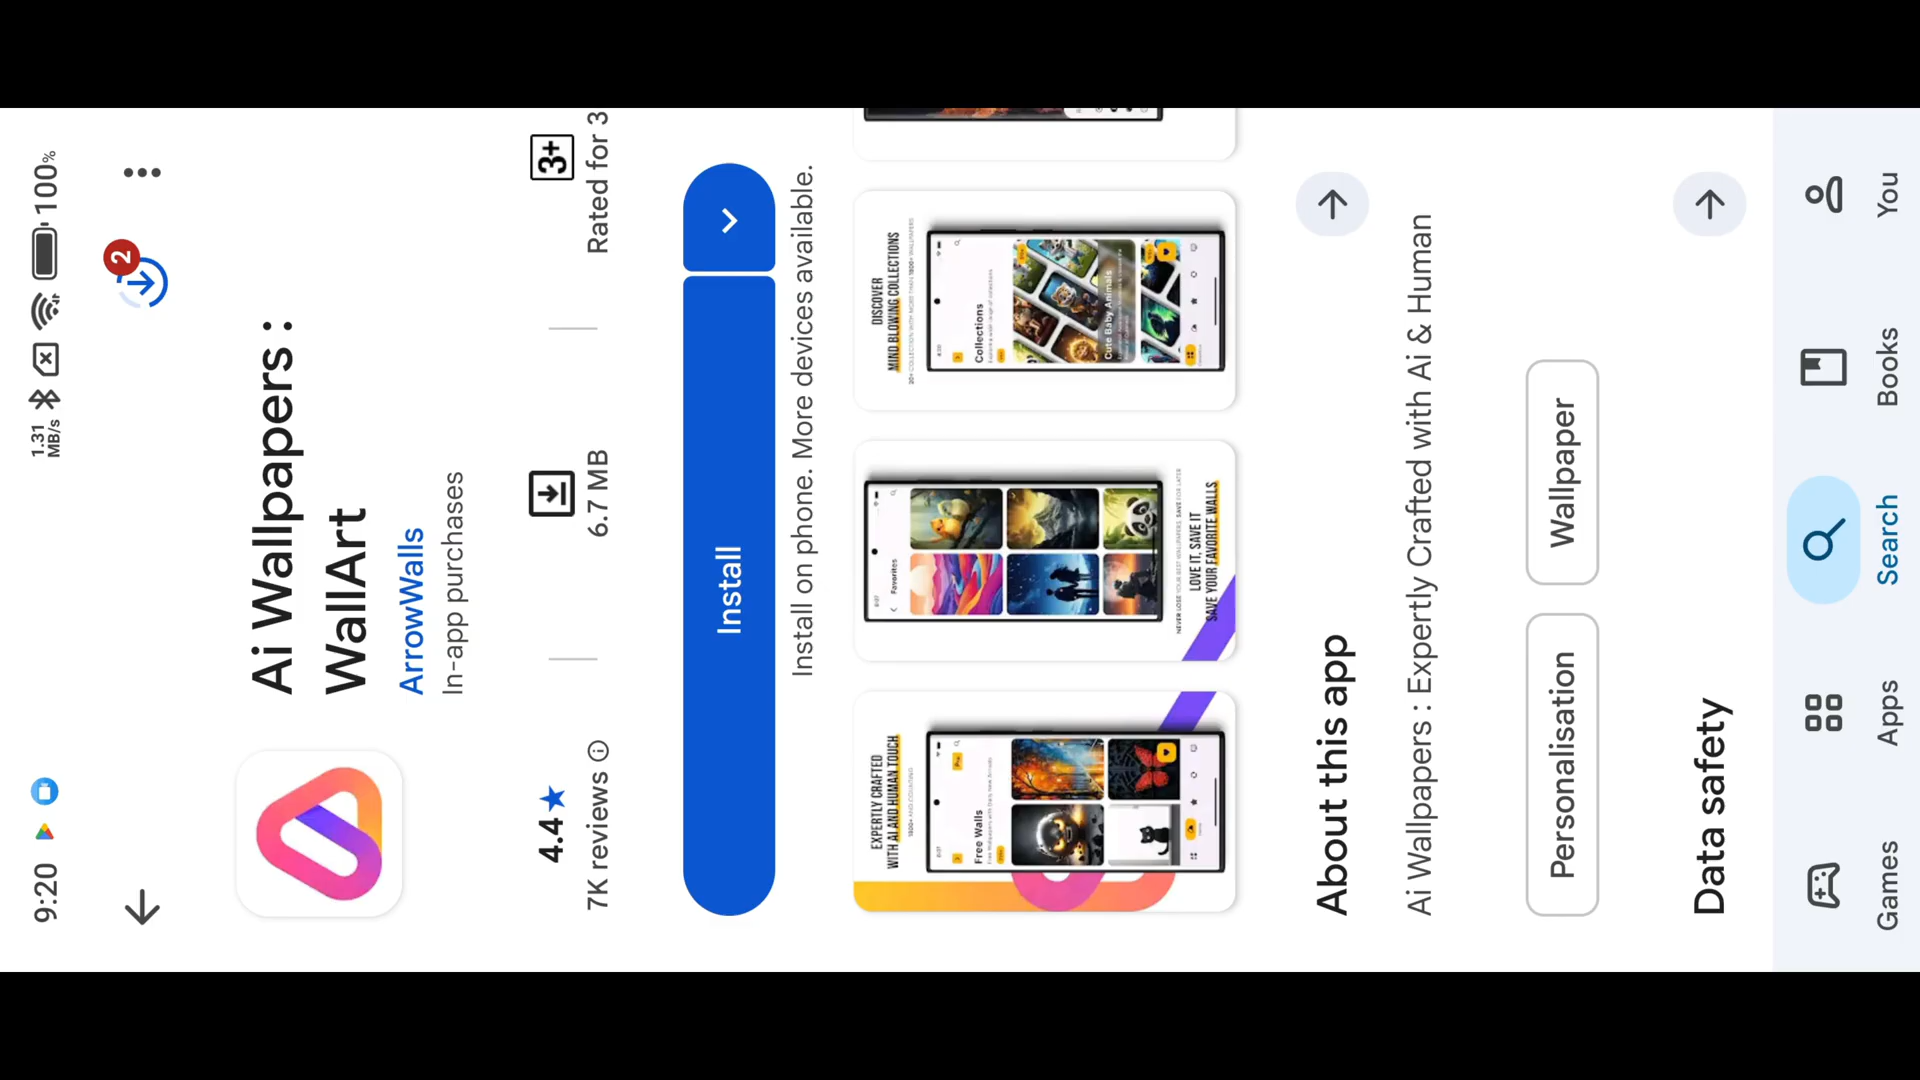 9:20
1.31
MB/s
100%
2
Ai Wallpapers :
WallArt
ArrowWalls
In-app purchases
4.4★
7K reviews
6.7 MB
3+
Rated for 3
Install
Install on phone. More devices available.
EXPERTLY CRAFTED
WITH AI AND HUMAN TOUCH
Free Walls
Favorites
LOVE IT, SAVE IT
SAVE YOUR FAVORITE WALLS
DISCOVER
MIND BLOWING COLLECTIONS
Collections
Cute Baby Animals
About this app
Ai Wallpapers : Expertly Crafted with Ai & Human
Personalisation
Wallpaper
Data safety
Games
Apps
Search
Books
You